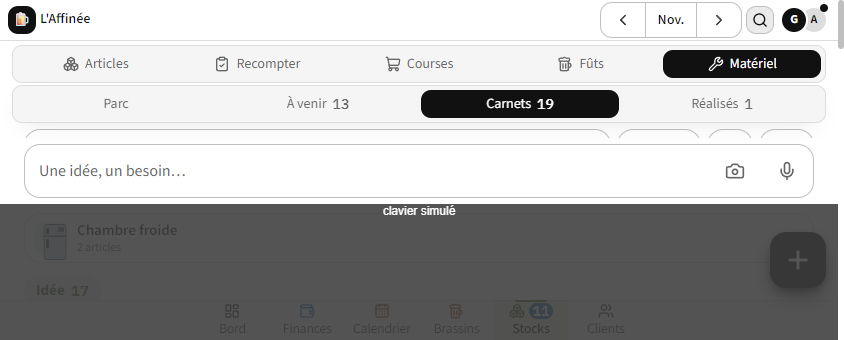 L'Affinée
Nov.
G
A
Articles
Recompter
Courses
Fûts
Matériel
Parc
À venir 13
Carnets 19
Réalisés 1
Une idée, un besoin…
clavier simulé
Chambre froide
2 articles
Idée 17
Bord
Finances
Calendrier
Brassins
11
Stocks
Clients